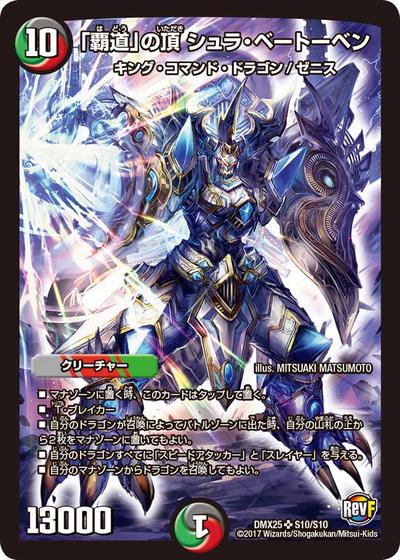 10
「覇道」の頂 シュラ・ベートーベン
キング・コマンド・ドラゴン / ゼニス
illus. MITSUAKI MATSUMOTO
クリーチャー
■ マナゾーンに置く時、このカードはタップして置く。
■ T・ブレイカー
■ 自分のドラゴンが召喚によってバトルゾーンに出た時、自分の山札の上か
ら2枚をマナゾーンに置いてもよい。
■ 自分のドラゴンすべてに「スピードアタッカー」と「スレイヤー」を与える。
■ 自分のマナゾーンからドラゴンを召喚してもよい。
RevF
13000
1
DMX25 S10/S10
©2017 Wizards/Shogakukan/Mitsui-Kids